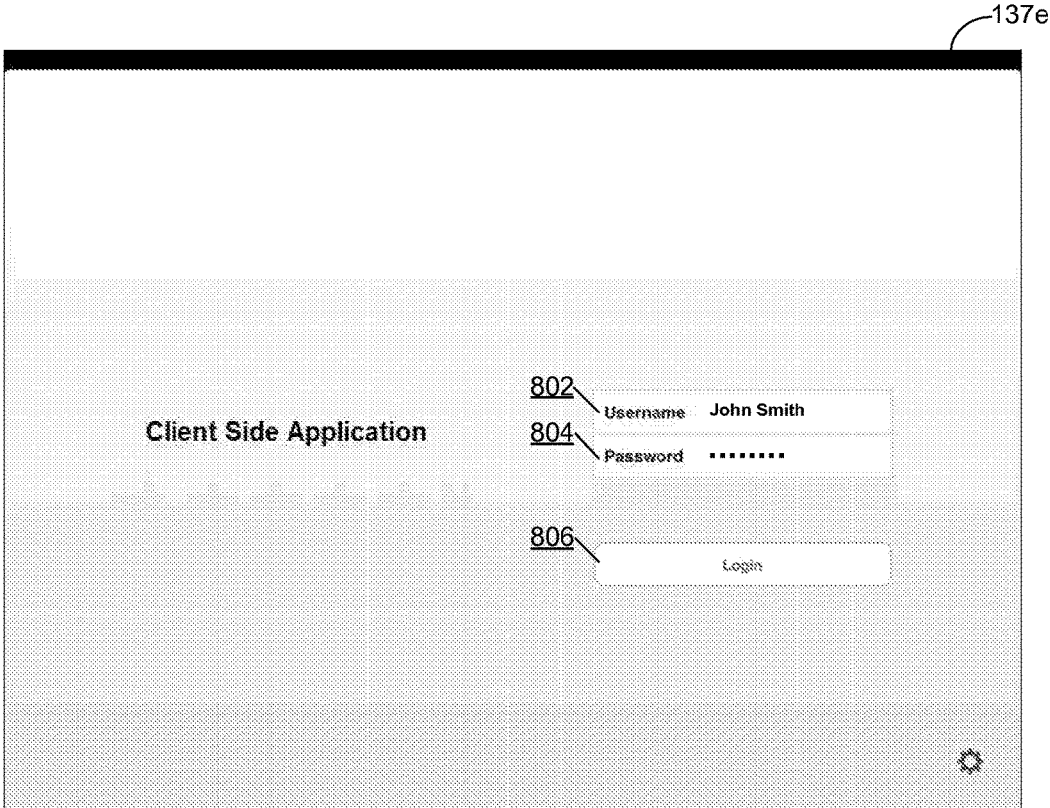 137e
802
Username John Smith
Client Side Application
804
Password ▪▪▪▪▪▪▪▪
806
Login